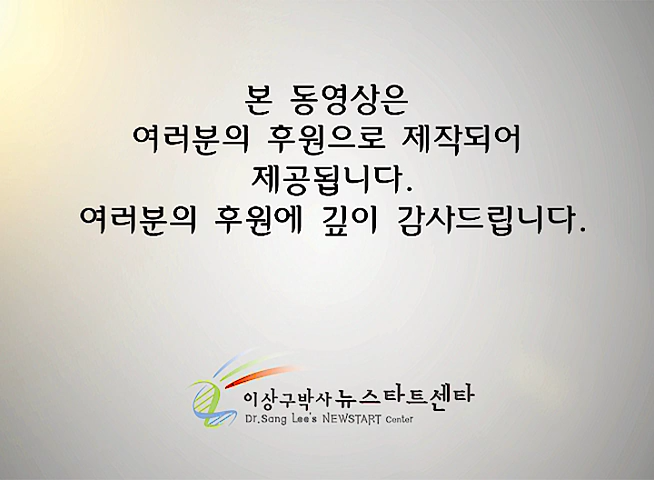 본 동영상은
여러분의 후원으로 제작되어
제공됩니다.
여러분의 후원에 깊이 감사드립니다.
이상구박사 뉴스타트센타
Dr.Sang Lee's NEWSTART Center